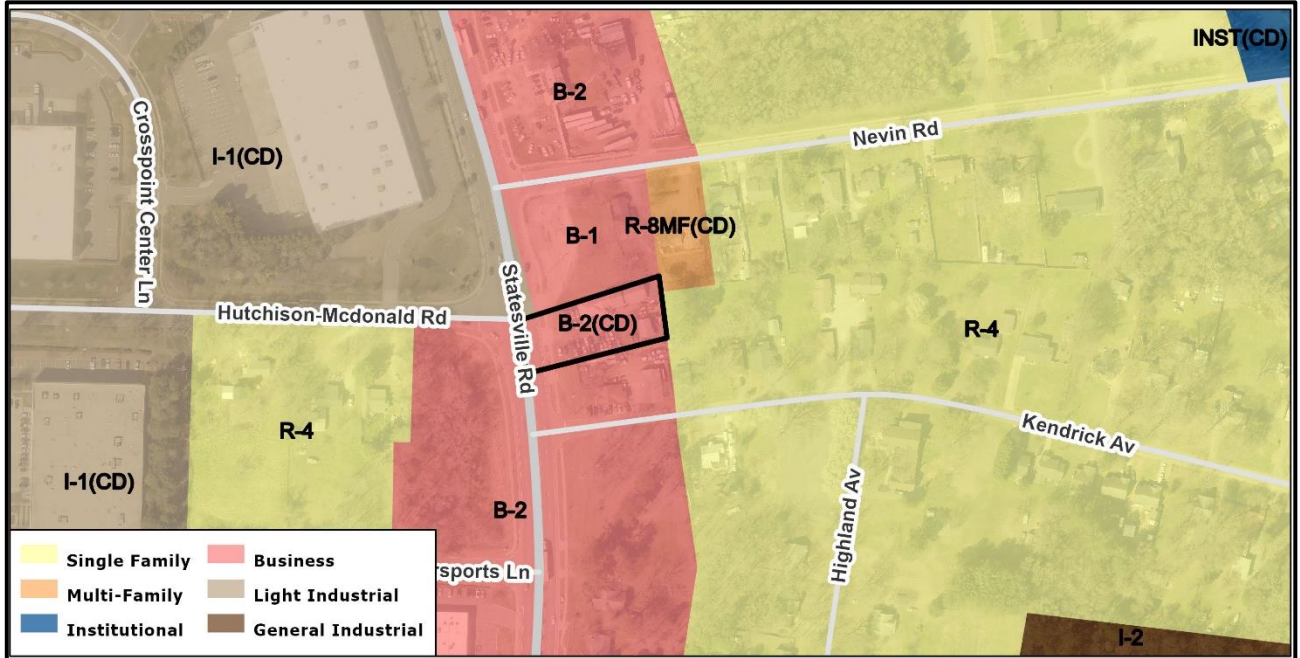 INST(CD)
B-2
Nevin Rd
Crosspoint Center Ln
I-1(CD)
B-1
R-8MF(CD)
Statesville Rd
Hutchison-Mcdonald Rd
B-2(CD)
R-4
R-4
Kendrick Av
I-1(CD)
Highland Av
B-2
rsports Ln
I-2
Single Family
Business
Multi-Family
Light Industrial
Institutional
General Industrial